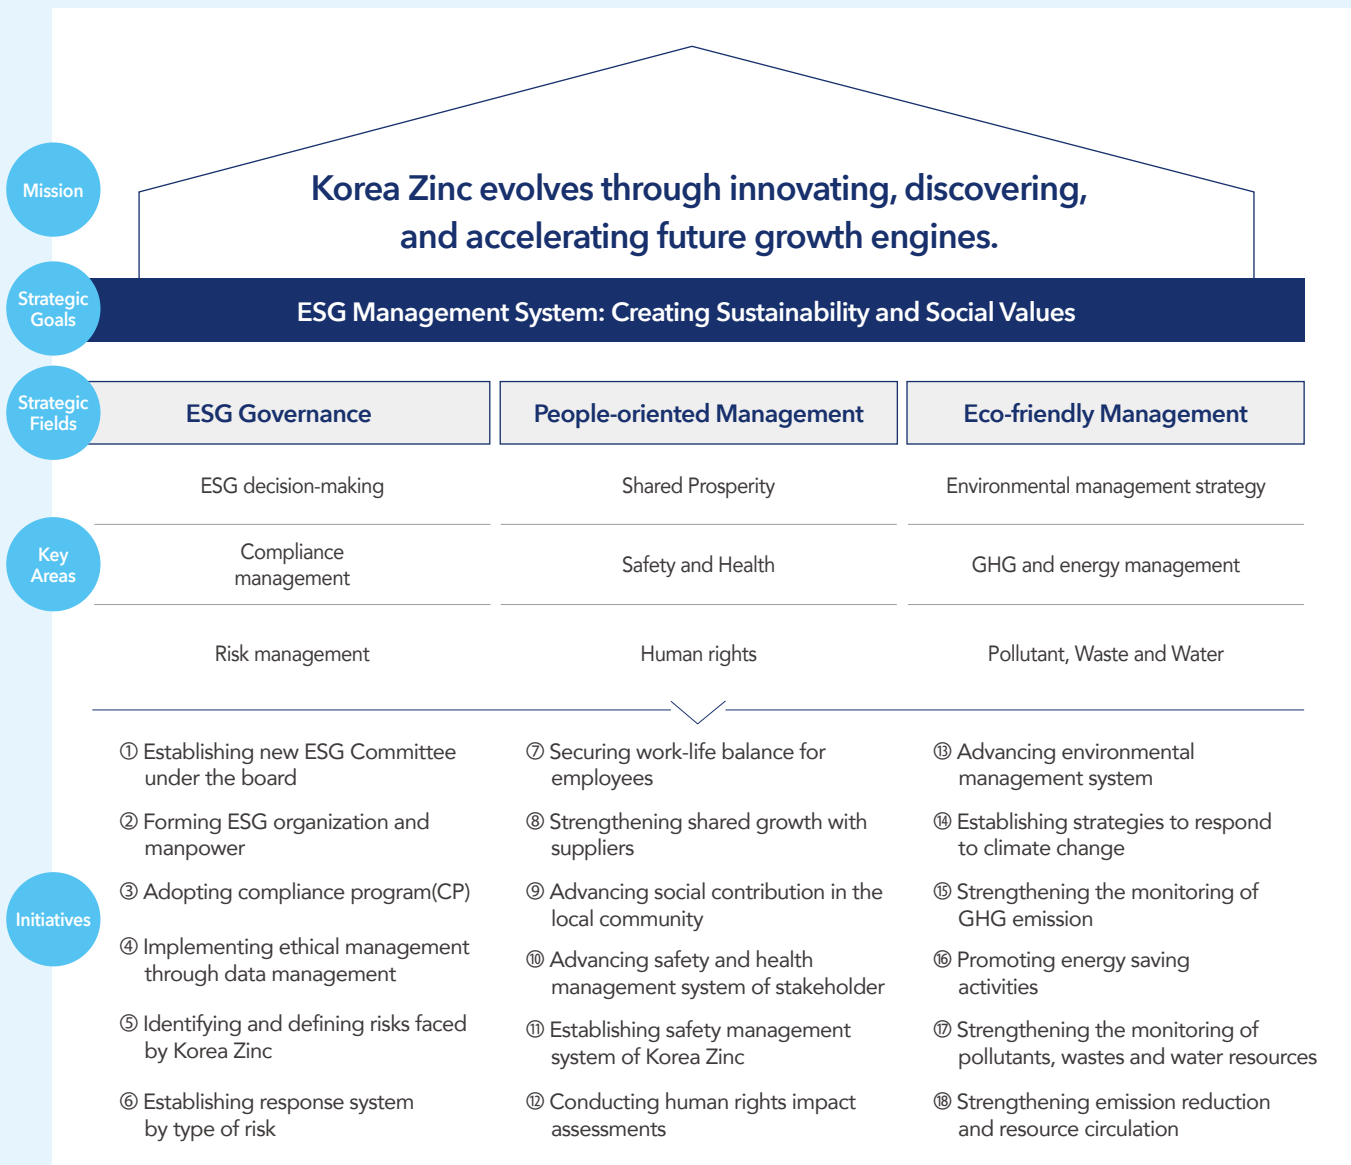 Mission
Korea Zinc evolves through innovating, discovering,
and accelerating future growth engines.
Strategic
Goals
ESG Management System: Creating Sustainability and Social Values
Strategic
Fields
ESG Governance
People-oriented Management
Eco-friendly Management
Key
Areas
ESG decision-making
Shared Prosperity
Environmental management strategy
Compliance
management
Safety and Health
GHG and energy management
Risk management
Human rights
Pollutant, Waste and Water
Initiatives
① Establishing new ESG Committee
under the board
② Forming ESG organization and
manpower
③ Adopting compliance program(CP)
④ Implementing ethical management
through data management
⑤ Identifying and defining risks faced
by Korea Zinc
⑥ Establishing response system
by type of risk
⑦ Securing work-life balance for
employees
⑧ Strengthening shared growth with
suppliers
⑨ Advancing social contribution in the
local community
⑩ Advancing safety and health
management system of stakeholder
⑪ Establishing safety management
system of Korea Zinc
⑫ Conducting human rights impact
assessments
⑬ Advancing environmental
management system
⑭ Establishing strategies to respond
to climate change
⑮ Strengthening the monitoring of
GHG emission
⑯ Promoting energy saving
activities
⑰ Strengthening the monitoring of
pollutants, wastes and water resources
⑱ Strengthening emission reduction
and resource circulation